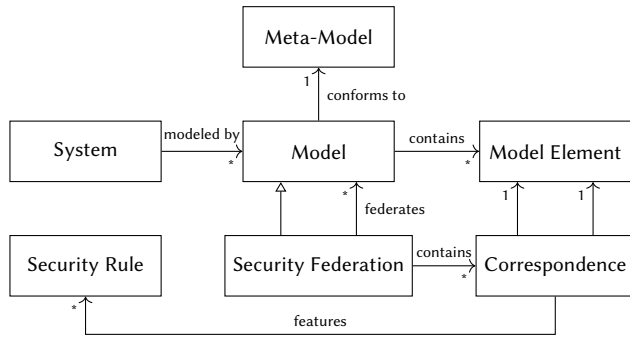 Meta-Model
1
conforms to
System
modeled by
*
Model
contains
*
Model Element
*
federates
1
1
Security Rule
*
Security Federation
contains
*
Correspondence
features